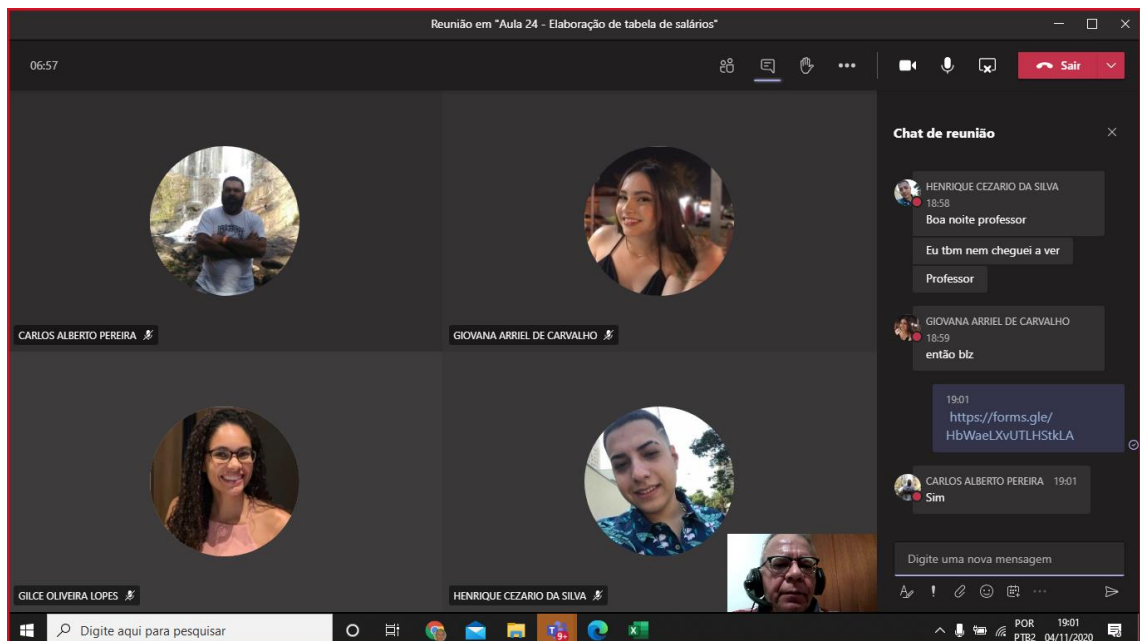 Reunião em "Aula 24 - Elaboração de tabela de salários"
06:57
Sair
CARLOS ALBERTO PEREIRA
GIOVANA ARRIEL DE CARVALHO
GILCE OLIVEIRA LOPES
HENRIQUE CEZARIO DA SILVA
Chat de reunião
HENRIQUE CEZARIO DA SILVA
18:58
Boa noite professor
Eu tbm nem cheguei a ver
Professor
GIOVANA ARRIEL DE CARVALHO
18:59
então blz
19:01
https://forms.gle/
HbWaeLXvUTLHStkLA
CARLOS ALBERTO PEREIRA 19:01
Sim
Digite uma nova mensagem
Digite aqui para pesquisar
9+
POR
PTB2
19:01
04/11/2020